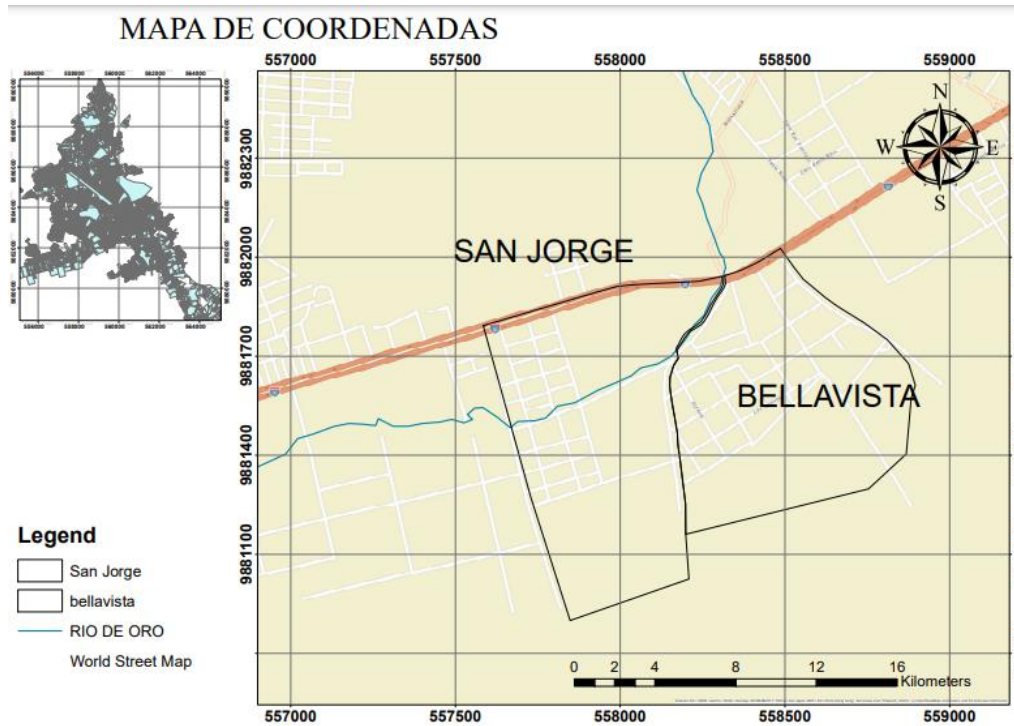 MAPA DE COORDENADAS
557000 557500 558000 558500 559000
9882300
9882000
9881700
9881400
9881100
N
W E
S
SAN JORGE
BELLAVISTA
Legend
San Jorge
bellavista
RIO DE ORO
World Street Map
0 2 4 8 12 16
Kilometers
557000 557500 558000 558500 559000